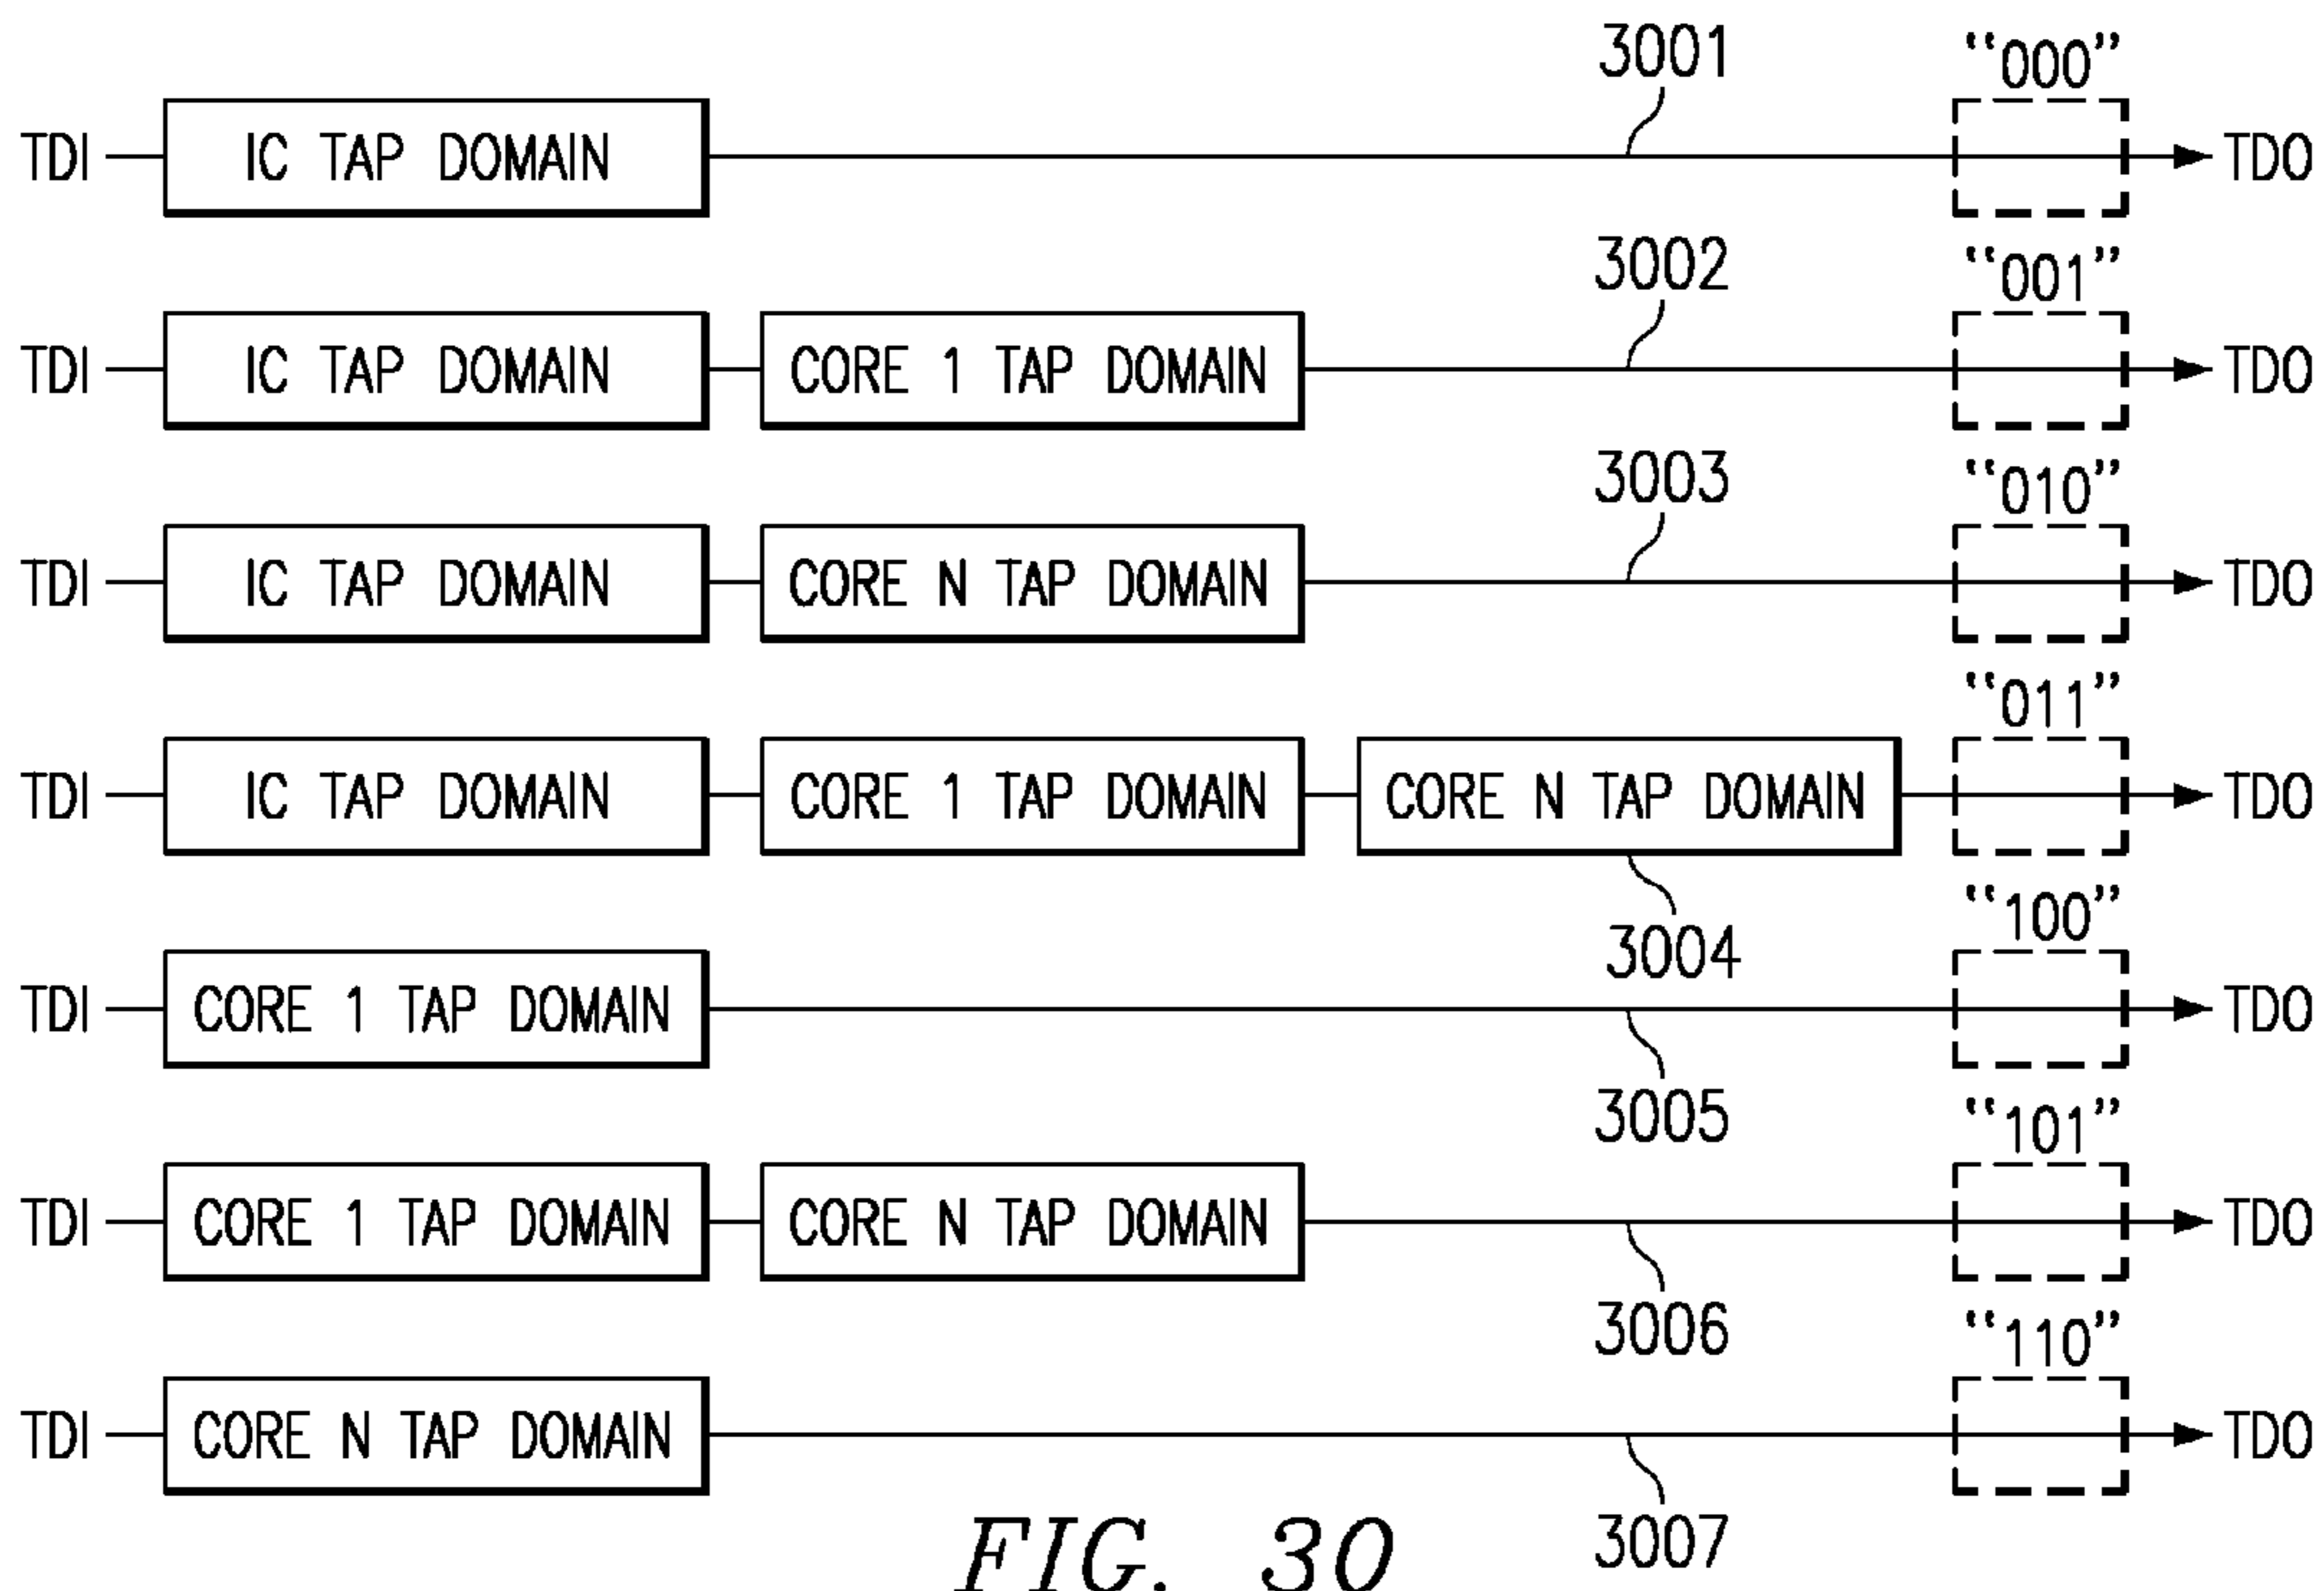 3001 “000”
TDI IC TAP DOMAIN TDO
3002 “001”
TDI IC TAP DOMAIN CORE 1 TAP DOMAIN TDO
3003 “010”
TDI IC TAP DOMAIN CORE N TAP DOMAIN TDO
“011”
TDI IC TAP DOMAIN CORE 1 TAP DOMAIN CORE N TAP DOMAIN TDO
3004 “100”
TDI CORE 1 TAP DOMAIN TDO
3005 “101”
TDI CORE 1 TAP DOMAIN CORE N TAP DOMAIN TDO
3006 “110”
TDI CORE N TAP DOMAIN TDO
3007
FIG. 30